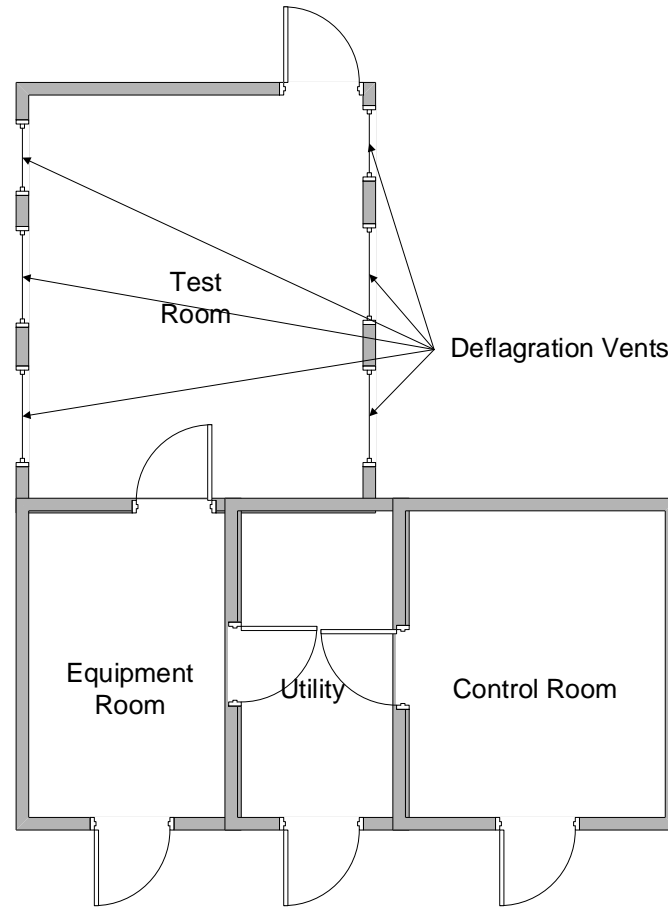 Test
Room
Deflagration Vents
Equipment
Room
Utility
Control Room